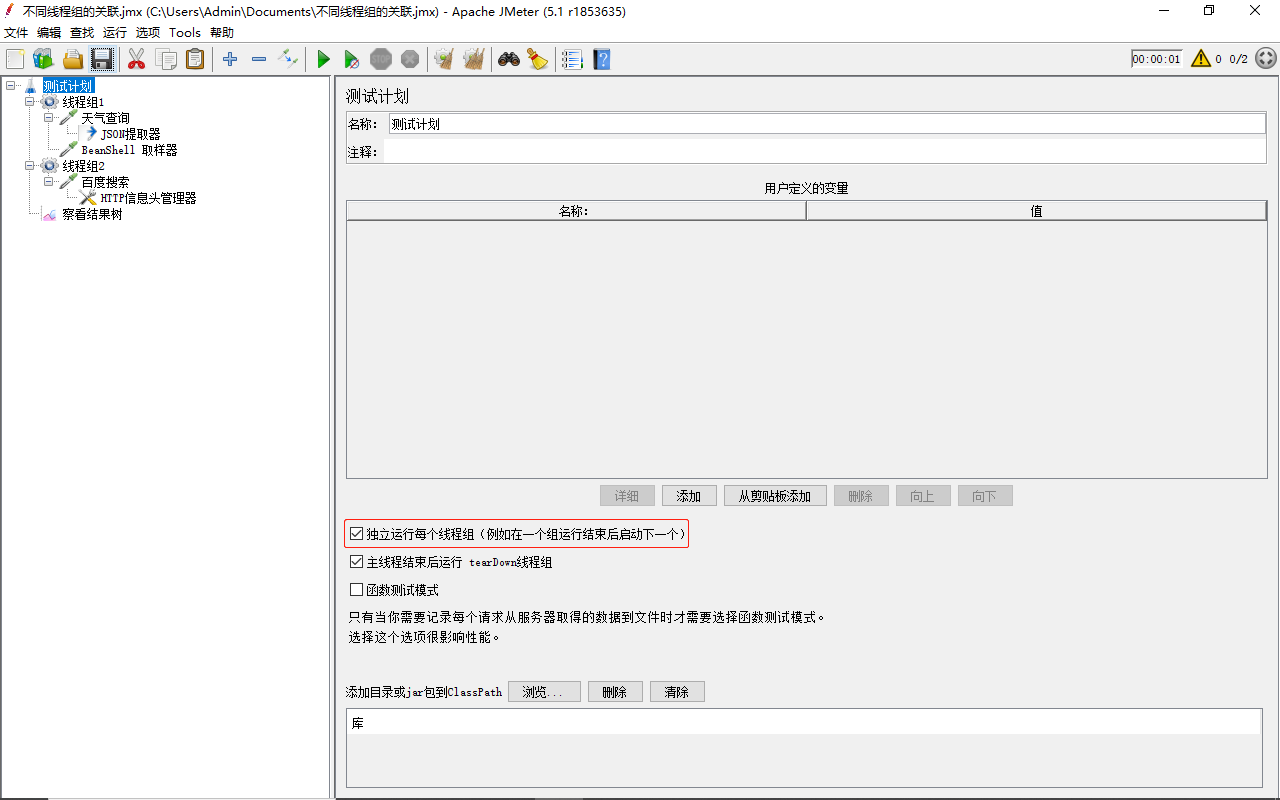 不同线程组的关联.jmx (C:\Users\Admin\Documents\不同线程组的关联.jmx) - Apache JMeter (5.1 r1853635)
文件 编辑 查找 运行 选项 Tools 帮助
STOP 00:00:01 0 0/2
测试计划
线程组1
天气查询
JSON提取器
BeanShell 取样器
线程组2
百度搜索
HTTP信息头管理器
察看结果树
测试计划
名称: 测试计划
注释:
用户定义的变量
名称: 值
详细 添加 从剪贴板添加 删除 向上 向下
独立运行每个线程组（例如在一个组运行结束后启动下一个）
主线程结束后运行 tearDown线程组
函数测试模式
只有当你需要记录每个请求从服务器取得的数据到文件时才需要选择函数测试模式。
选择这个选项很影响性能。
添加目录或jar包到ClassPath 浏览... 删除 清除
库